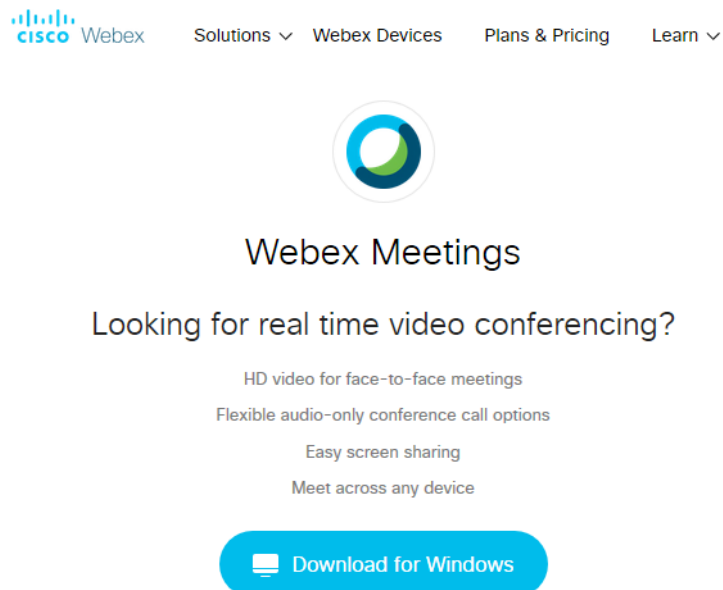 CISCO Webex Solutions Webex Devices Plans & Pricing Learn
Webex Meetings
Looking for real time video conferencing?
HD video for face-to-face meetings
Flexible audio-only conference call options
Easy screen sharing
Meet across any device
Download for Windows